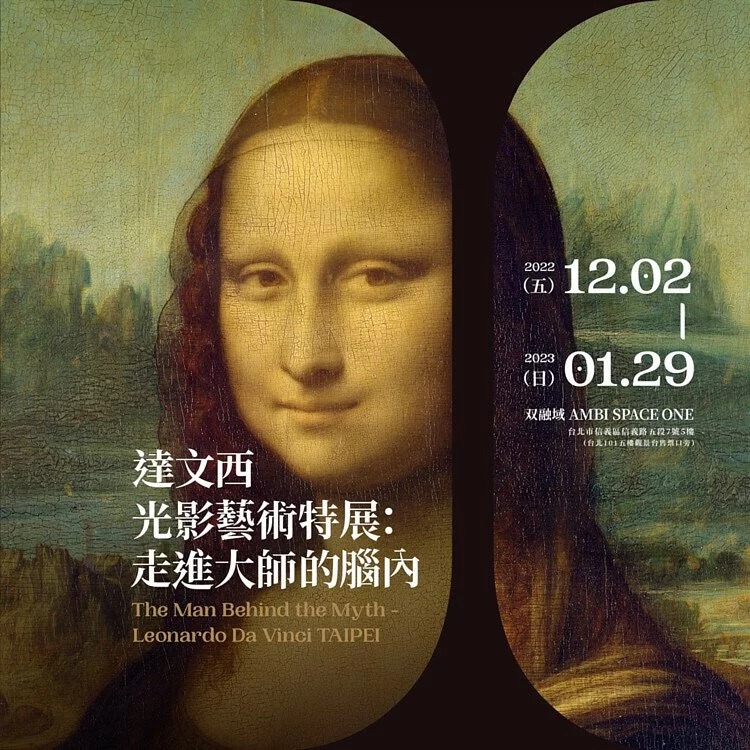 達文西
光影藝術特展：
走進大師的腦內
The Man Behind the Myth -
Leonardo Da Vinci TAIPEI
2022
(五) 12.02
2023
(日) 01.29
双融域 AMBI SPACE ONE
台北市信義區信義路五段7號5樓
(台北101五樓觀景台售票口旁)